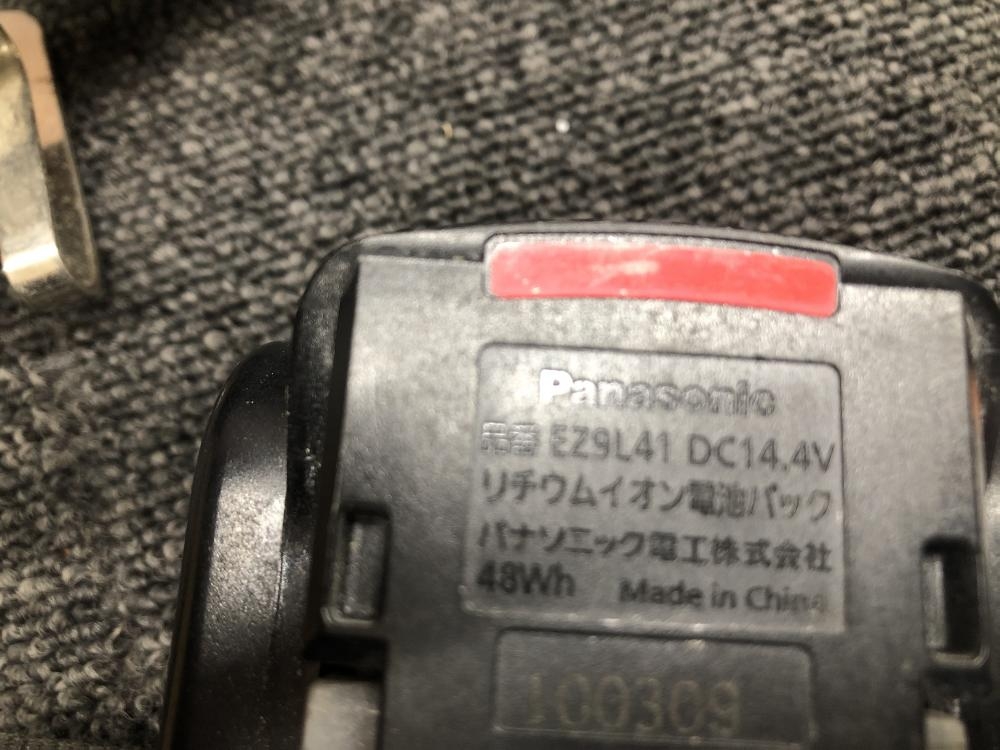 Panasonic
品番 EZ9L41 DC14.4V
リチウムイオン電池パック
パナソニック電工株式会社
48Wh Made in China
100309